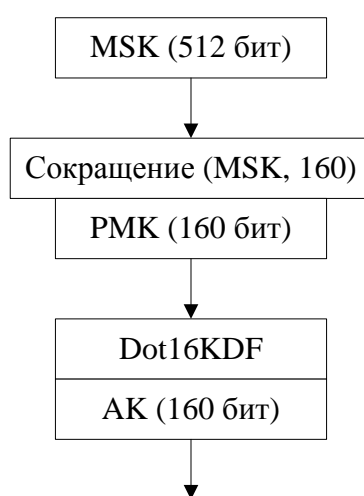 MSK (512 бит)
Сокращение (MSK, 160)
PMK (160 бит)
Dot16KDF
AK (160 бит)